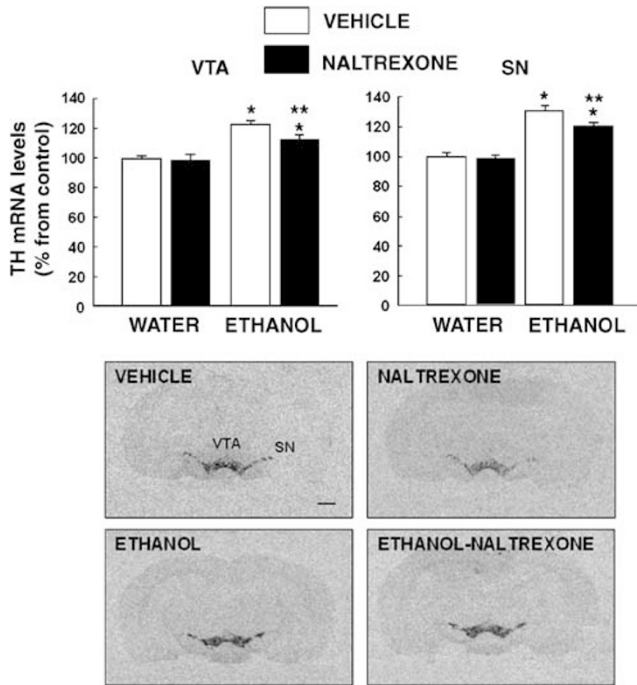 VEHICLE
NALTREXONE
VTA
SN
TH mRNA levels
(% from control)
140
120
100
80
60
40
20
0
* ** *
WATER ETHANOL
140
120
100
80
60
40
20
0
* ** *
WATER ETHANOL
VEHICLE
VTA SN
NALTREXONE
ETHANOL
ETHANOL-NALTREXONE